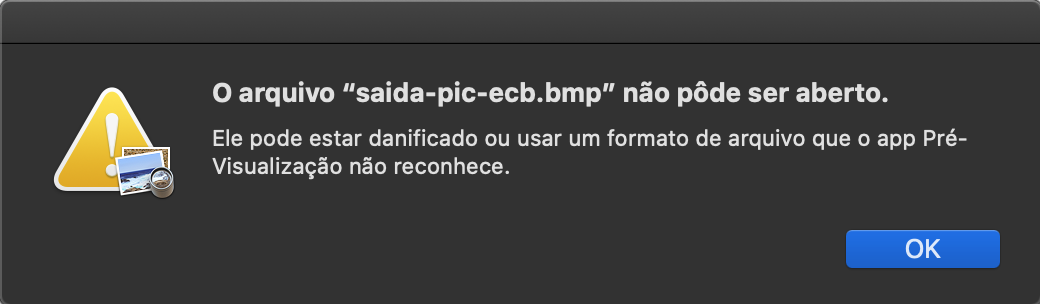 O arquivo “saida-pic-ecb.bmp” não pôde ser aberto.
Ele pode estar danificado ou usar um formato de arquivo que o app Pré-
Visualização não reconhece.
OK